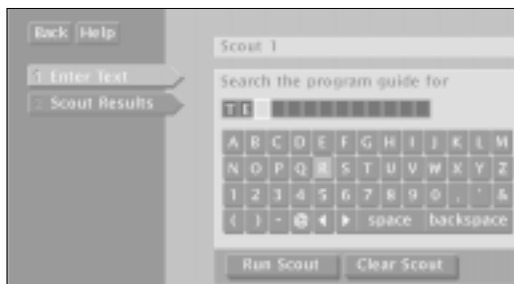 Back Help
Scout 1
1 Enter Text
Search the program guide for
2 Scout Results
T E
A B C D E F G H I J K L M
N O P Q R S T U V W X Y Z
1 2 3 4 5 6 7 8 9 0 , ' &
( ) - @ ◀ ▶ space backspace
Run Scout Clear Scout